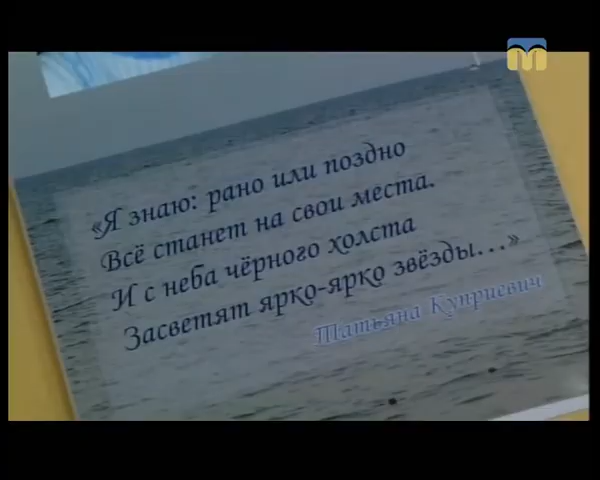 «Я знаю: рано или поздно
Всё станет на свои места.
И с неба чёрного холста
Засветят ярко-ярко звёзды...»
Татьяна Куприевич